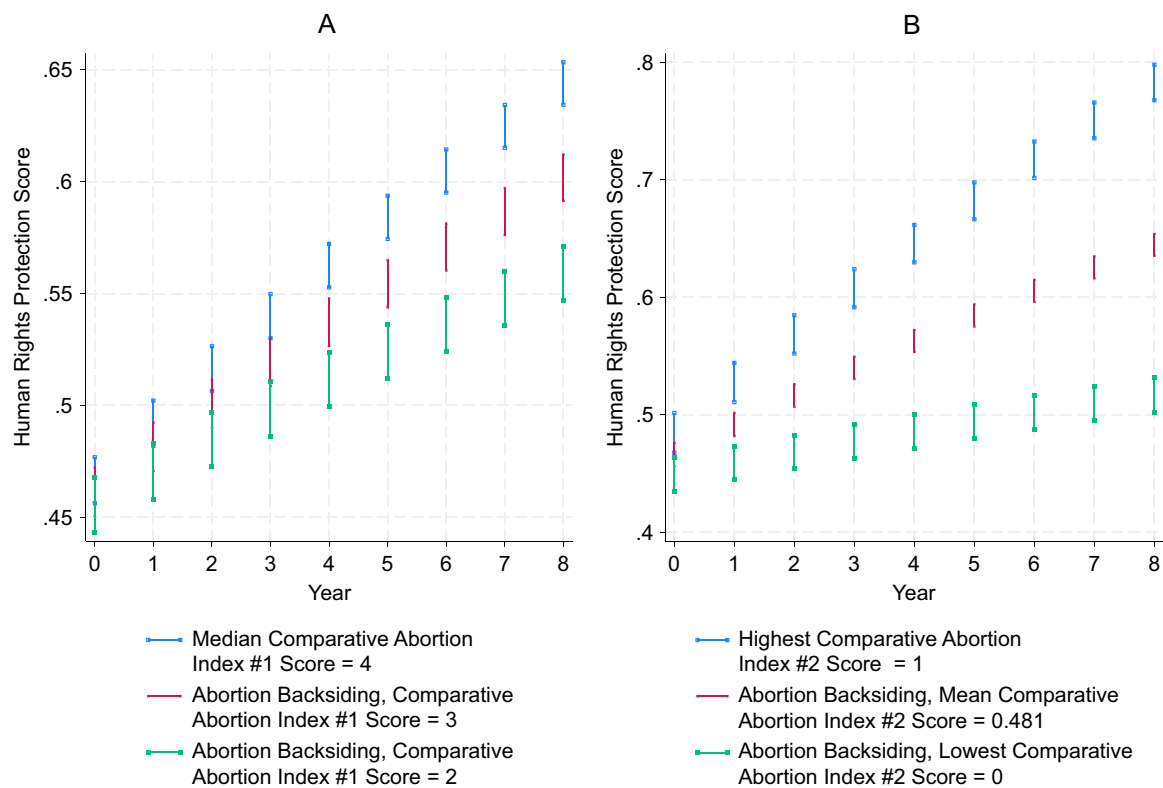 A
Human Rights Protection Score
.65
.6
.55
.5
.45
0 1 2 3 4 5 6 7 8
Year
Median Comparative Abortion
Index #1 Score = 4
Abortion Backsiding, Comparative
Abortion Index #1 Score = 3
Abortion Backsiding, Comparative
Abortion Index #1 Score = 2
B
Human Rights Protection Score
.8
.7
.6
.5
.4
0 1 2 3 4 5 6 7 8
Year
Highest Comparative Abortion
Index #2 Score = 1
Abortion Backsiding, Mean Comparative
Abortion Index #2 Score = 0.481
Abortion Backsiding, Lowest Comparative
Abortion Index #2 Score = 0